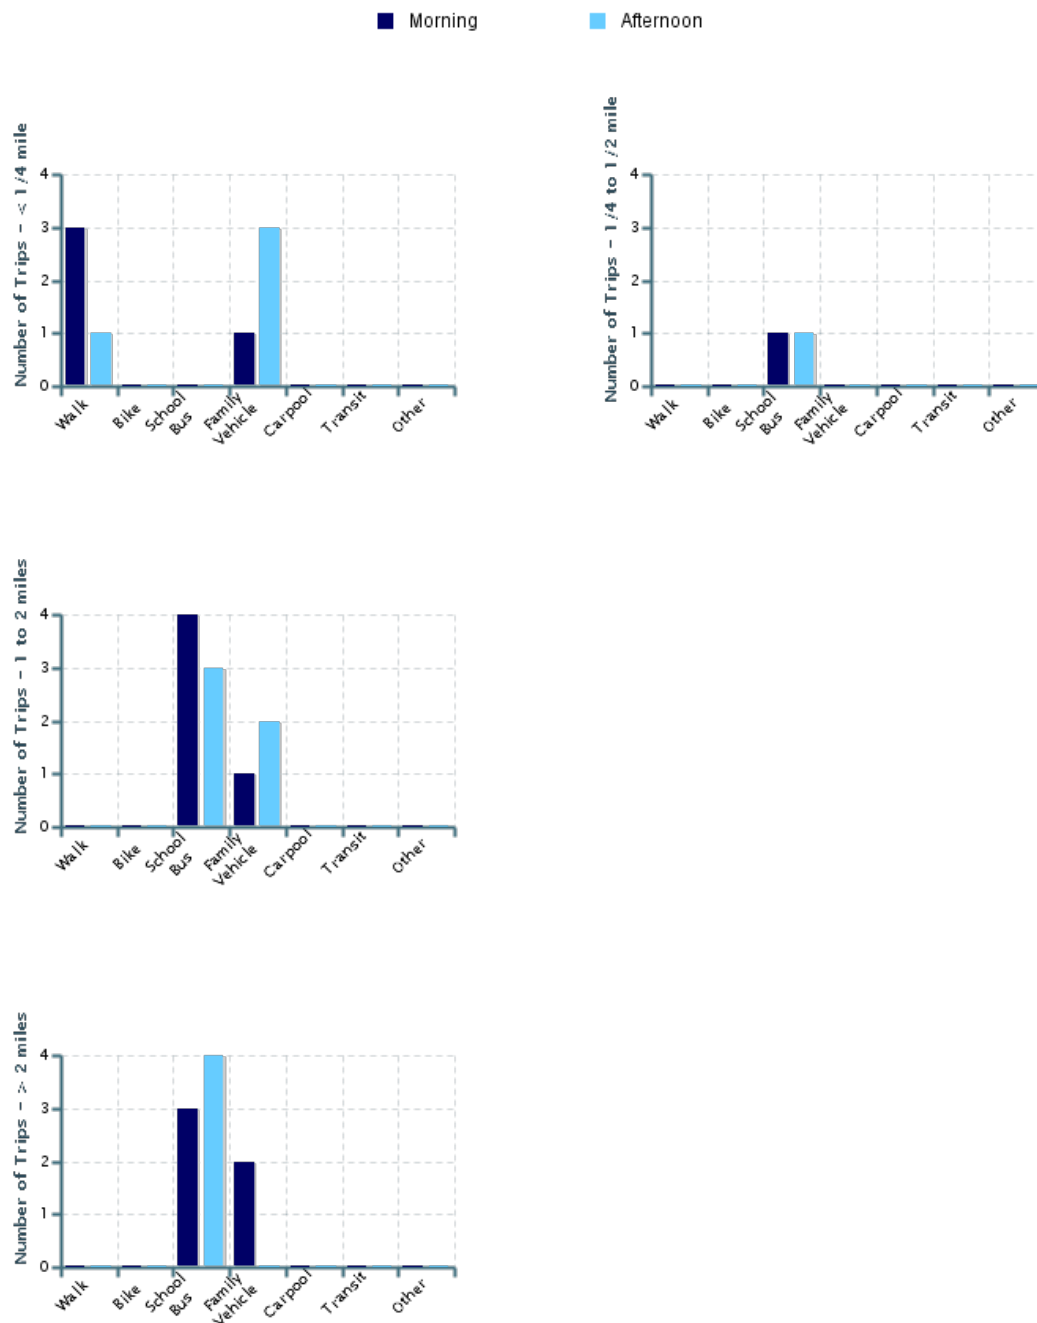 Morning Afternoon
Number of Trips - < 1/4 mile
4
3
2
1
0
Walk
Bike
School
Bus
Family
Vehicle
Carpool
Transit
Other
Number of Trips - 1/4 to 1/2 mile
4
3
2
1
0
Walk
Bike
School
Bus
Family
Vehicle
Carpool
Transit
Other
Number of Trips - 1 to 2 miles
4
3
2
1
0
Walk
Bike
School
Bus
Family
Vehicle
Carpool
Transit
Other
Number of Trips - > 2 miles
4
3
2
1
0
Walk
Bike
School
Bus
Family
Vehicle
Carpool
Transit
Other